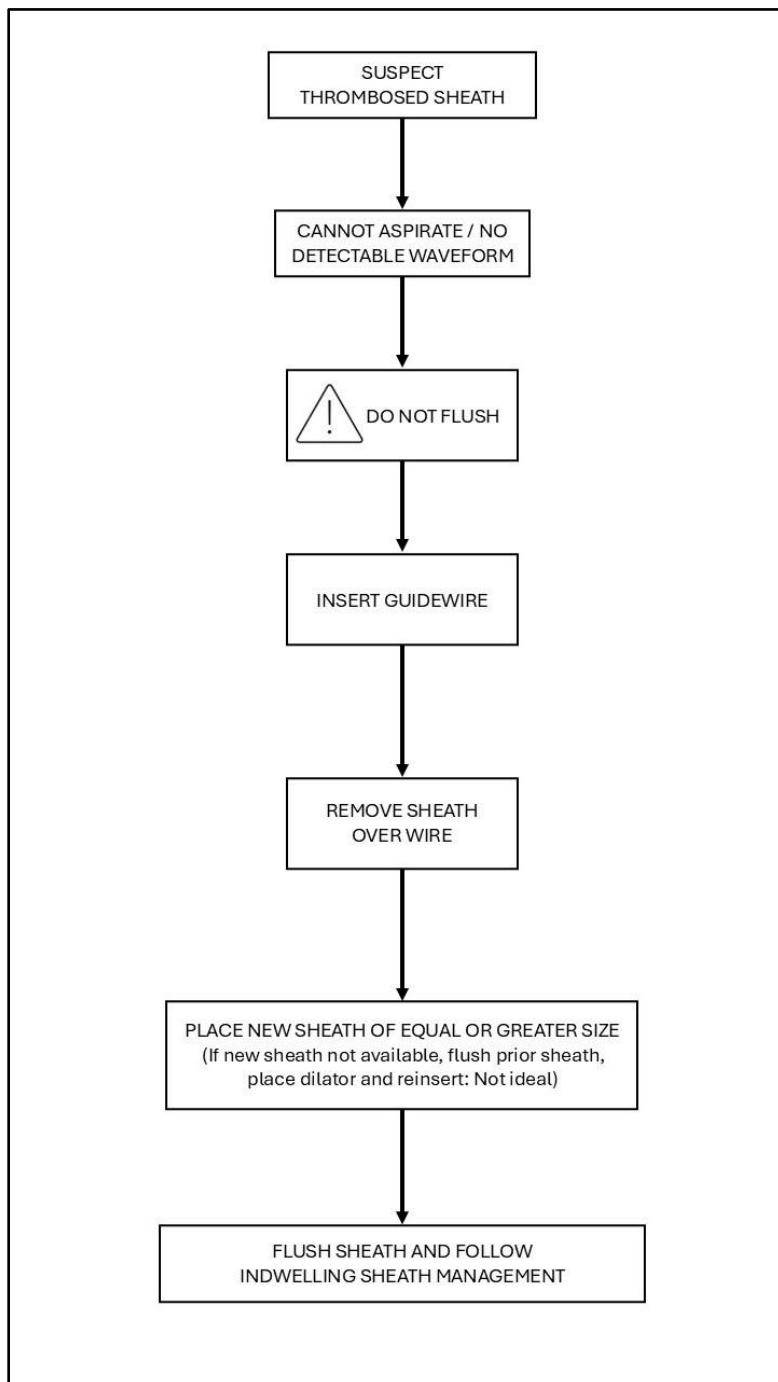 SUSPECT
THROMBOSED SHEATH
CANNOT ASPIRATE / NO
DETECTABLE WAVEFORM
DO NOT FLUSH
INSERT GUIDEWIRE
REMOVE SHEATH
OVER WIRE
PLACE NEW SHEATH OF EQUAL OR GREATER SIZE
(If new sheath not available, flush prior sheath,
place dilator and reinsert: Not ideal)
FLUSH SHEATH AND FOLLOW
INDWELLING SHEATH MANAGEMENT